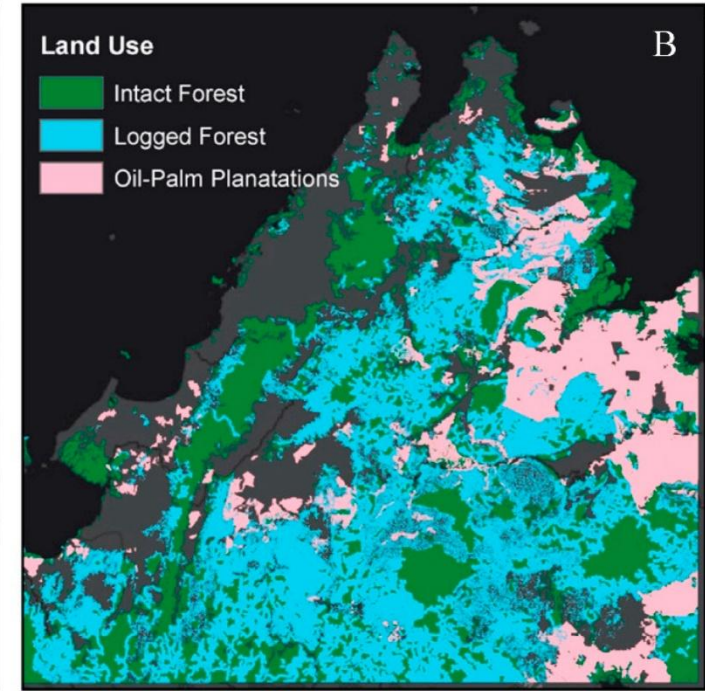 Land Use
B
Intact Forest
Logged Forest
Oil-Palm Planatations